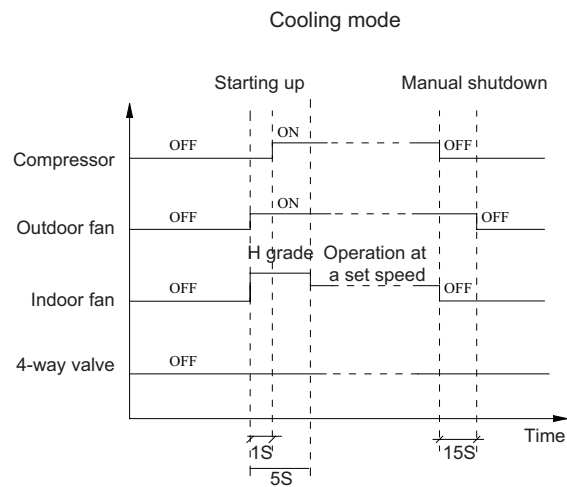 Cooling mode
Starting up
Manual shutdown
Compressor
OFF
ON
OFF
Outdoor fan
OFF
ON
OFF
H grade
Operation at
a set speed
Indoor fan
OFF
OFF
4-way valve
OFF
Time
1S
15S
5S